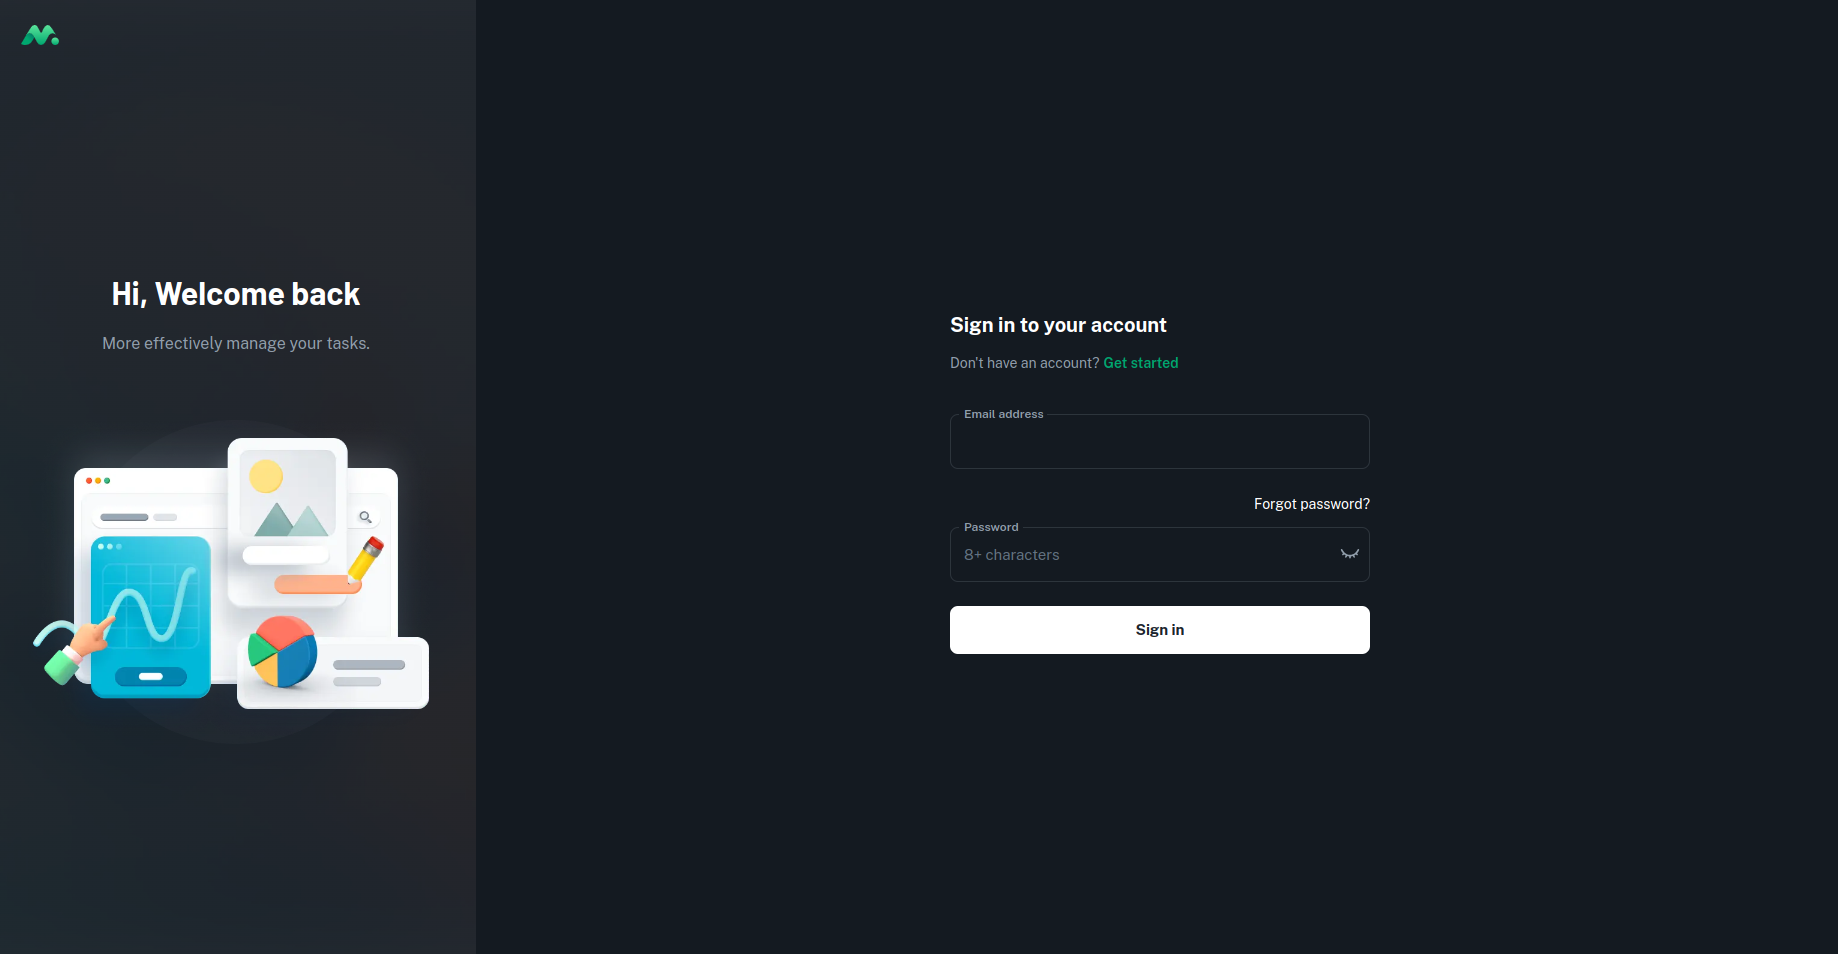 Hi, Welcome back
More effectively manage your tasks.
Sign in to your account
Don't have an account? Get started
Email address
Forgot password?
Password
8+ characters
Sign in